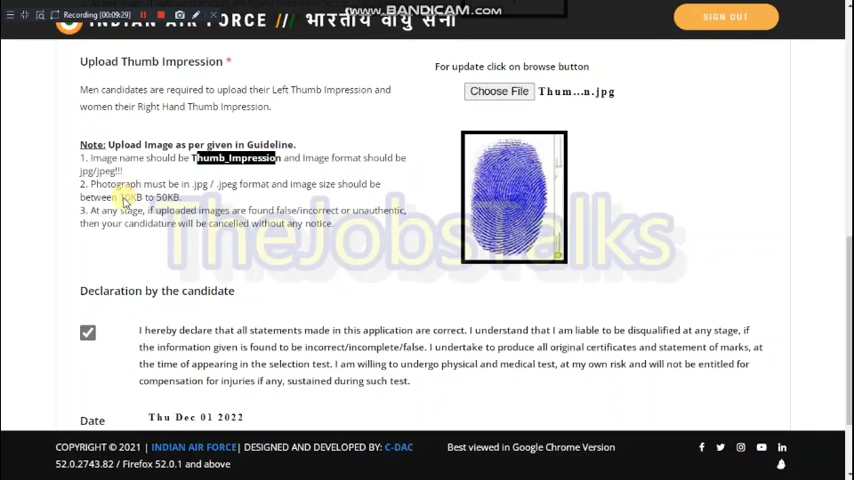 Recording [00:09:29]
www.BANDICAM.com
INDIAN AIR FORCE // भारतीय वायु सेना
SIGN OUT
Upload Thumb Impression *
For update click on browse button
Men candidates are required to upload their Left Thumb Impression and
women their Right Hand Thumb Impression.
Choose File Thum...n.jpg
Note: Upload Image as per given in Guideline.
1. Image name should be Thumb_Impression and Image format should be
jpg/jpeg!!!
2. Photograph must be in .jpg / .jpeg format and image size should be
between 10KB to 50KB.
3. At any stage, if uploaded images are found false/incorrect or unauthentic,
then your candidature will be cancelled without any notice.
TheJobsTalks
Declaration by the candidate
I hereby declare that all statements made in this application are correct. I understand that I am liable to be disqualified at any stage, if
the information given is found to be incorrect/incomplete/false. I undertake to produce all original certificates and statement of marks, at
the time of appearing in the selection test. I am willing to undergo physical and medical test, at my own risk and will not be entitled for
compensation for injuries if any, sustained during such test.
Date Thu Dec 01 2022
COPYRIGHT © 2021 | INDIAN AIR FORCE| DESIGNED AND DEVELOPED BY: C-DAC
Best viewed in Google Chrome Version
52.0.2743.82 / Firefox 52.0.1 and above